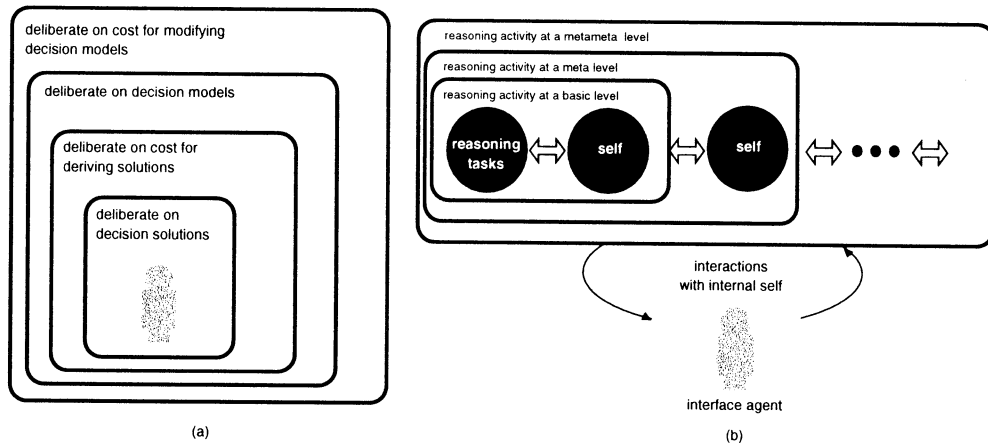 deliberate on cost for modifying
decision models
deliberate on decision models
deliberate on cost for
deriving solutions
deliberate on
decision solutions
(a)
reasoning activity at a metameta level
reasoning activity at a meta level
reasoning activity at a basic level
reasoning
tasks
self
self
interactions
with internal self
interface agent
(b)